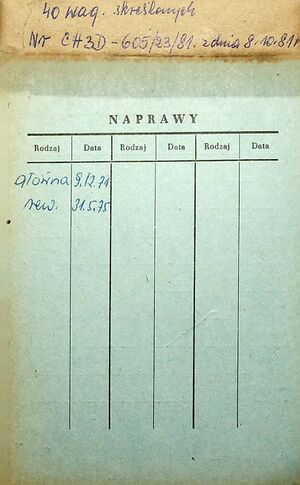 40 wag. skreślonych
Nr CH3D-605/23/81. z dnia 8.10.81r
NAPRAWY
Rodzaj Data Rodzaj Data Rodzaj Data
główna 9.12.71
rew. 31.5.75